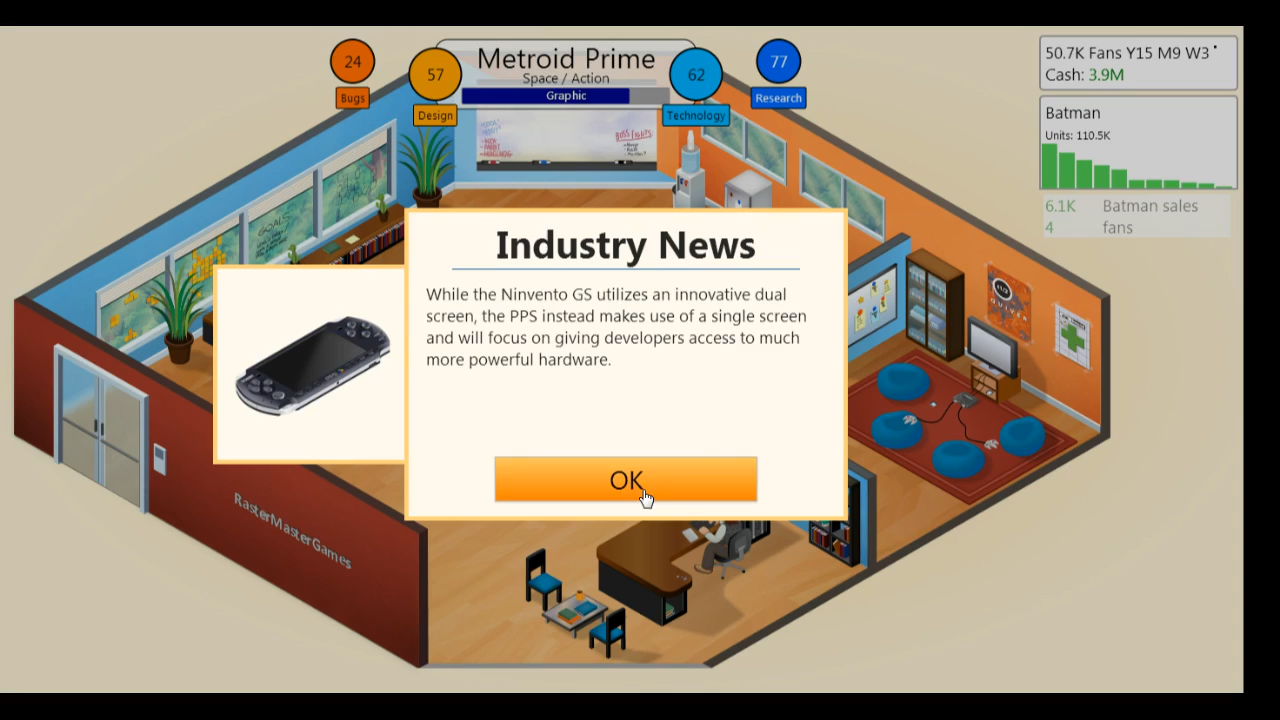 24
Bugs
57
Design
Metroid Prime
Space / Action
Graphic
62
Technology
77
Research
50.7K Fans Y15 M9 W3
Cash: 3.9M
Batman
Units: 110.5K
6.1K Batman sales
4 fans
GOALS
BOSS FIGHTS:
Industry News
While the Ninvento GS utilizes an innovative dual
screen, the PPS instead makes use of a single screen
and will focus on giving developers access to much
more powerful hardware.
OK
RasterMasterGames